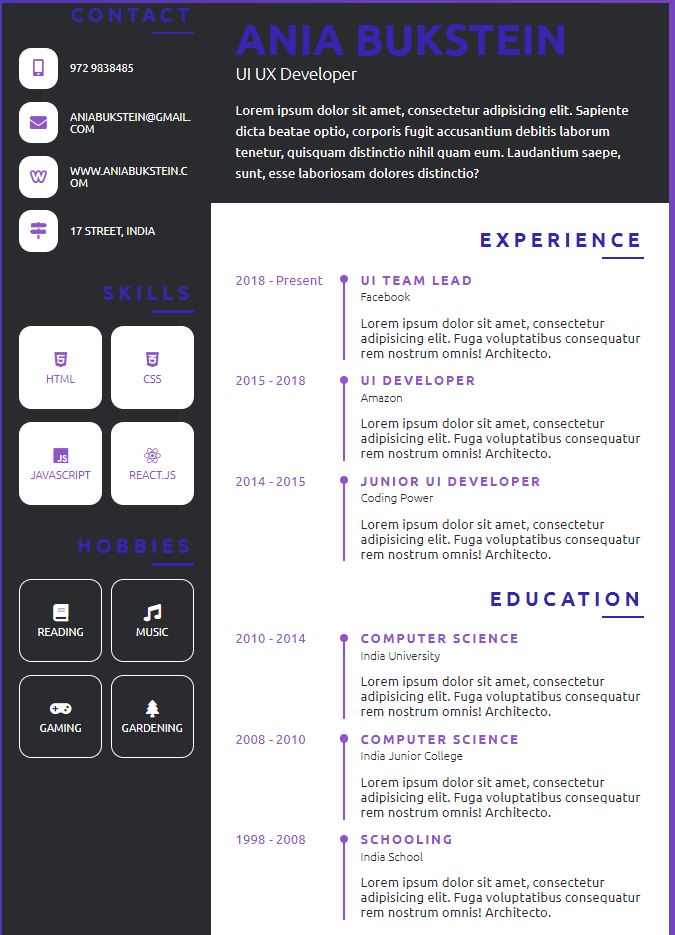 CONTACT
972 9838485
ANIABUKSTEIN@GMAIL.
COM
WWW.ANIABUKSTEIN.C
OM
17 STREET, INDIA
SKILLS
HTML
CSS
JS
JAVASCRIPT
REACT.JS
HOBBIES
READING
MUSIC
GAMING
GARDENING
ANIA BUKSTEIN
UI UX Developer
Lorem ipsum dolor sit amet, consectetur adipisicing elit. Sapiente
dicta beatae optio, corporis fugit accusantium debitis laborum
tenetur, quisquam distinctio nihil quam eum. Laudantium saepe,
sunt, esse laboriosam dolores distinctio?
EXPERIENCE
2018 - Present
UI TEAM LEAD
Facebook
Lorem ipsum dolor sit amet, consectetur
adipisicing elit. Fuga voluptatibus consequatur
rem nostrum omnis! Architecto.
2015 - 2018
UI DEVELOPER
Amazon
Lorem ipsum dolor sit amet, consectetur
adipisicing elit. Fuga voluptatibus consequatur
rem nostrum omnis! Architecto.
2014 - 2015
JUNIOR UI DEVELOPER
Coding Power
Lorem ipsum dolor sit amet, consectetur
adipisicing elit. Fuga voluptatibus consequatur
rem nostrum omnis! Architecto.
EDUCATION
2010 - 2014
COMPUTER SCIENCE
India University
Lorem ipsum dolor sit amet, consectetur
adipisicing elit. Fuga voluptatibus consequatur
rem nostrum omnis! Architecto.
2008 - 2010
COMPUTER SCIENCE
India Junior College
Lorem ipsum dolor sit amet, consectetur
adipisicing elit. Fuga voluptatibus consequatur
rem nostrum omnis! Architecto.
1998 - 2008
SCHOOLING
India School
Lorem ipsum dolor sit amet, consectetur
adipisicing elit. Fuga voluptatibus consequatur
rem nostrum omnis! Architecto.